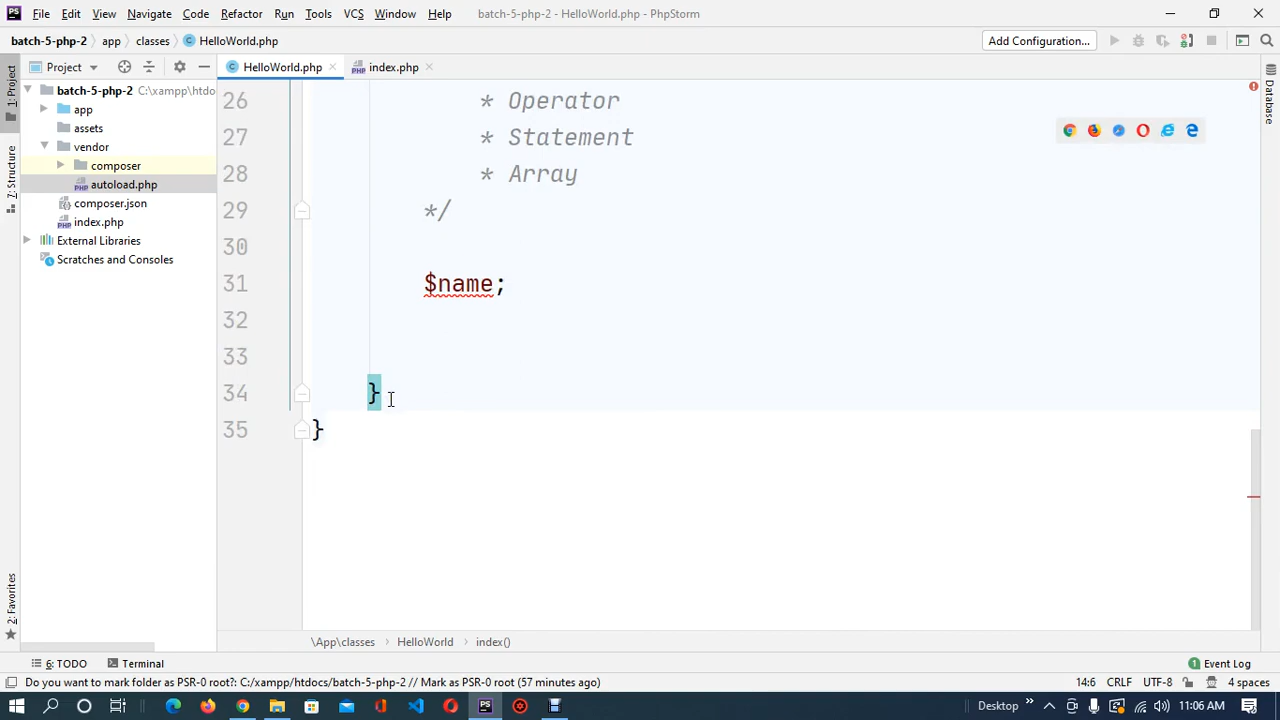 File Edit View Navigate Code Refactor Run Tools VCS Window Help batch-5-php-2 - HelloWorld.php - PhpStorm
batch-5-php-2 app classes HelloWorld.php Add Configuration...
1: Project
7: Structure
2: Favorites
Database
Project
batch-5-php-2 C:\xampp\htdo
app
assets
vendor
composer
autoload.php
composer.json
index.php
External Libraries
Scratches and Consoles
HelloWorld.php index.php
26 * Operator
27 * Statement
28 * Array
29 */
30
31 $name;
32
33
34 }
35 }
\App\classes HelloWorld index()
6: TODO Terminal Event Log
Do you want to mark folder as PSR-0 root?: C:/xampp/htdocs/batch-5-php-2 // Mark as PSR-0 root (57 minutes ago) 14:6 CRLF UTF-8 4 spaces
Desktop 11:06 AM